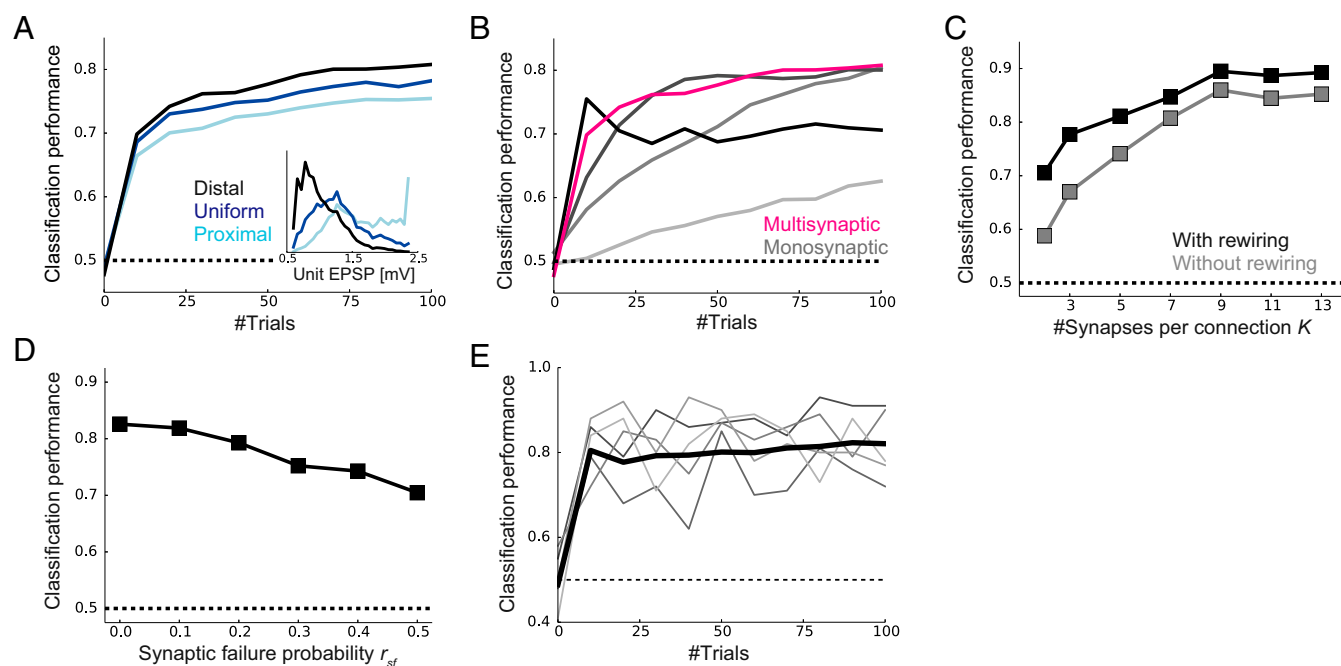 A
Classification performance
0.8
0.7
0.6
0.5
0
25
50
75
100
#Trials
Distal
Uniform
Proximal
0.5
1.5
2.5
Unit EPSP [mV]
B
Classification performance
0.8
0.7
0.6
0.5
0
25
50
75
100
#Trials
Multisynaptic
Monosynaptic
C
Classification performance
0.9
0.8
0.7
0.6
0.5
3
5
7
9
11
13
#Synapses per connection K
With rewiring
Without rewiring
D
Classification performance
0.9
0.8
0.7
0.6
0.5
0.0
0.1
0.2
0.3
0.4
0.5
Synaptic failure probability r_sf
E
Classification performance
1.0
0.8
0.6
0.4
0
25
50
75
100
#Trials